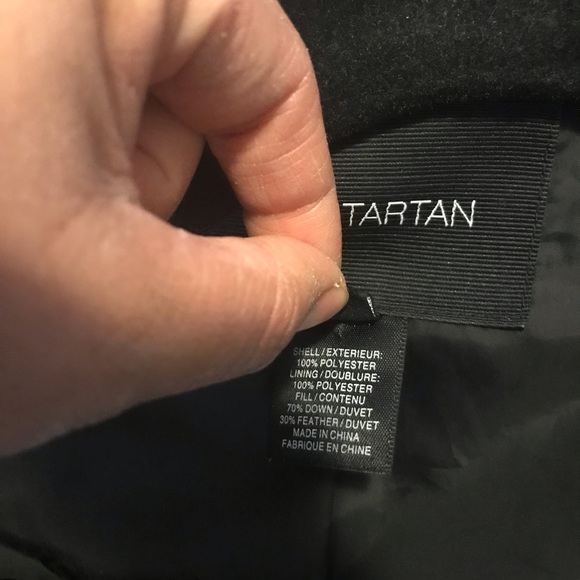 TARTAN
SHELL/EXTERIEUR:
100% POLYESTER
LINING/DOUBLURE:
100% POLYESTER
FILL/CONTENU
70% DOWN/DUVET
30% FEATHER/DUVET
MADE IN CHINA
FABRIQUE EN CHINE